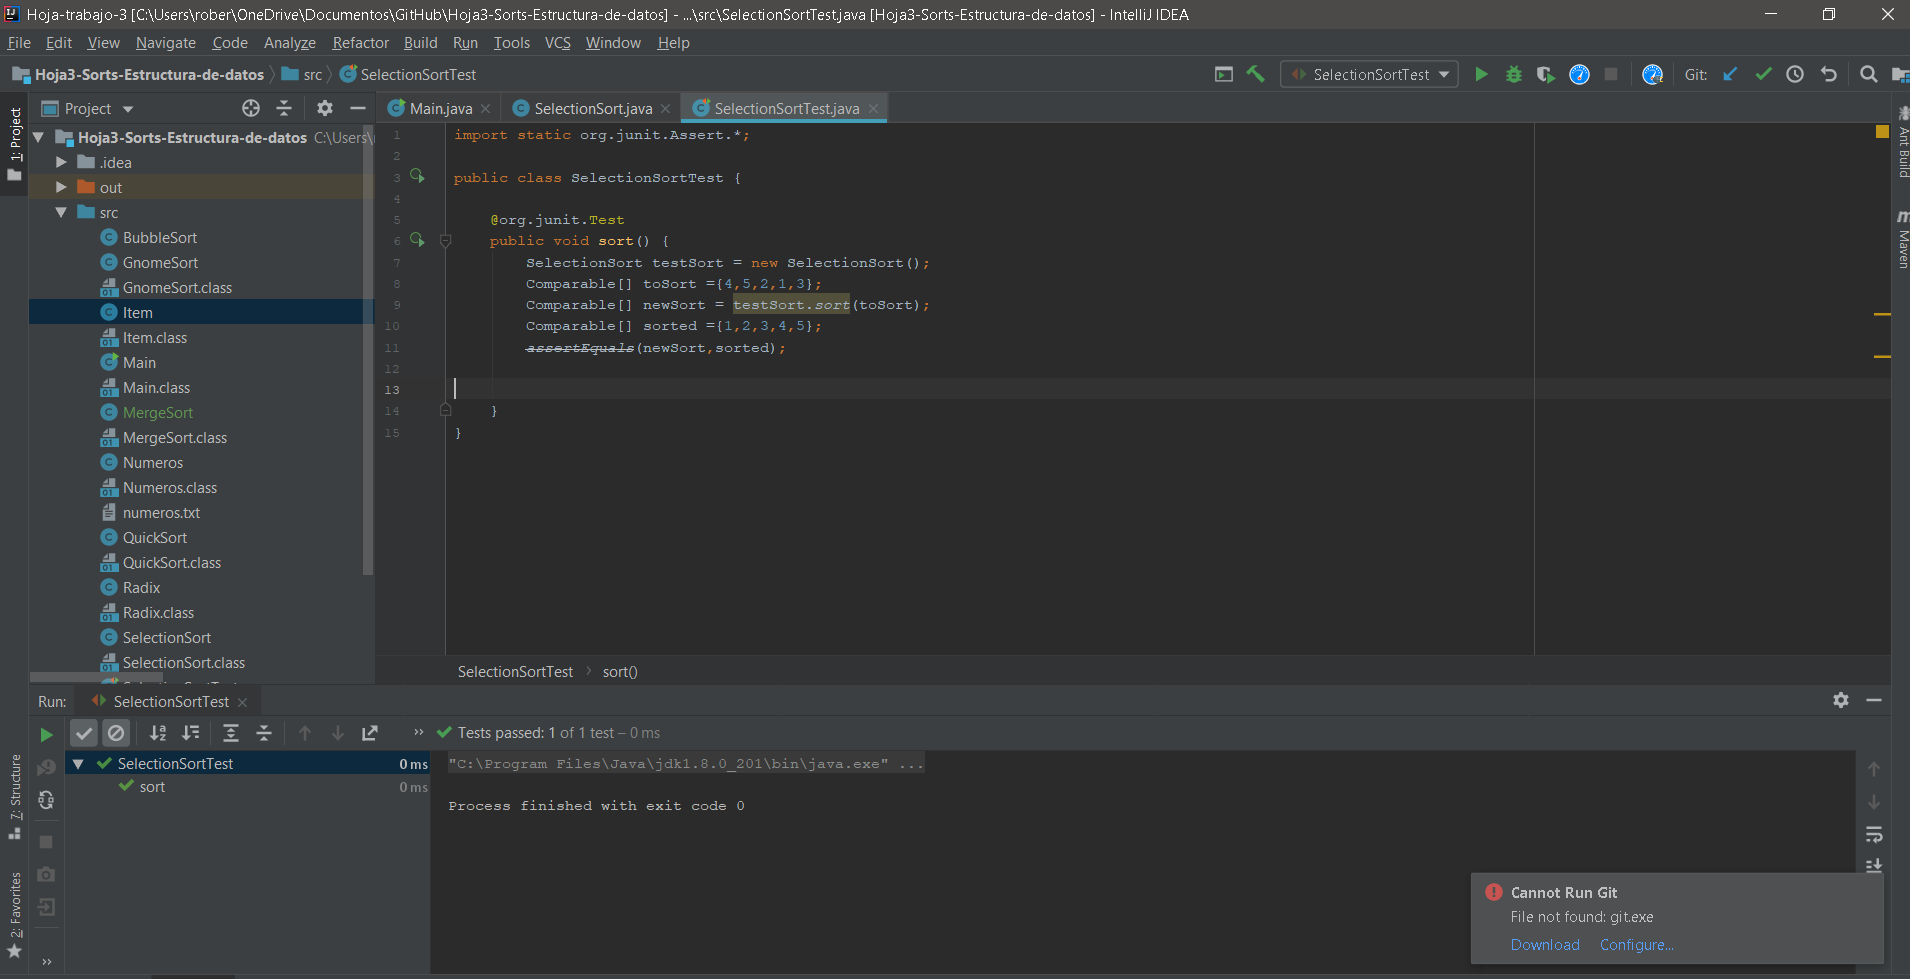 Hoja-trabajo-3 [C:\Users\rober\OneDrive\Documentos\GitHub\Hoja3-Sorts-Estructura-de-datos] - ...\src\SelectionSortTest.java [Hoja3-Sorts-Estructura-de-datos] - IntelliJ IDEA
File Edit View Navigate Code Analyze Refactor Build Run Tools VCS Window Help
Hoja3-Sorts-Estructura-de-datos src SelectionSortTest
SelectionSortTest Git:
1: Project
Project
Main.java SelectionSort.java SelectionSortTest.java
Hoja3-Sorts-Estructura-de-datos C:\Users\
.idea
out
src
BubbleSort
GnomeSort
GnomeSort.class
Item
Item.class
Main
Main.class
MergeSort
MergeSort.class
Numeros
Numeros.class
numeros.txt
QuickSort
QuickSort.class
Radix
Radix.class
SelectionSort
SelectionSort.class
1 import static org.junit.Assert.*;
2
3 public class SelectionSortTest {
4
5 @org.junit.Test
6 public void sort() {
7 SelectionSort testSort = new SelectionSort();
8 Comparable[] toSort ={4,5,2,1,3};
9 Comparable[] newSort = testSort.sort(toSort);
10 Comparable[] sorted ={1,2,3,4,5};
11 assertEquals(newSort,sorted);
12
13
14 }
15 }
SelectionSortTest sort()
Ant Build
Maven
Run: SelectionSortTest
Tests passed: 1 of 1 test – 0 ms
SelectionSortTest 0 ms
sort 0 ms
"C:\Program Files\Java\jdk1.8.0_201\bin\java.exe" ...
Process finished with exit code 0
7: Structure
2: Favorites
Cannot Run Git
File not found: git.exe
Download Configure...